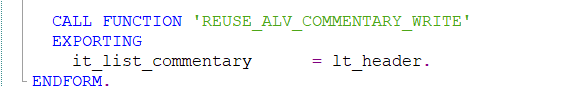 CALL FUNCTION 'REUSE_ALV_COMMENTARY_WRITE'
EXPORTING
it_list_commentary = lt_header.
ENDFORM.